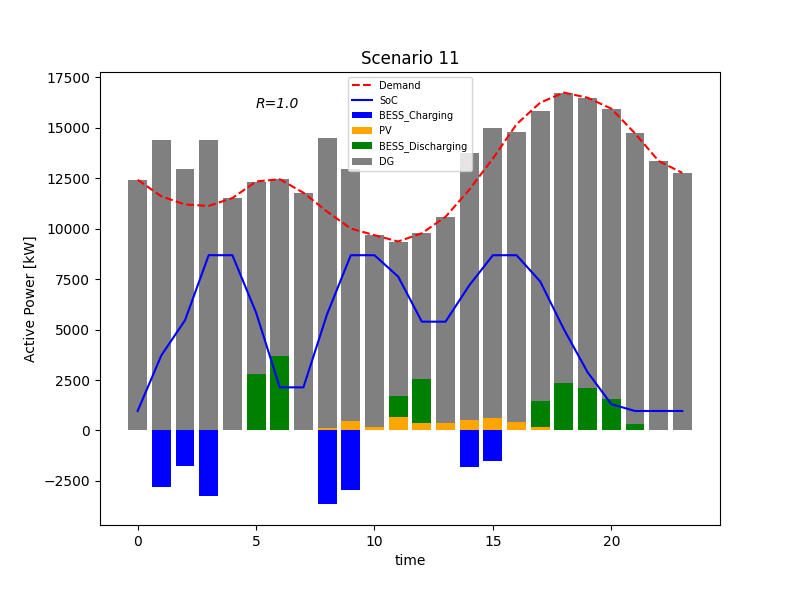 Scenario 11
17500
15000
12500
10000
7500
5000
2500
0
−2500
Active Power [kW]
R=1.0
Demand
SoC
BESS_Charging
PV
BESS_Discharging
DG
0 5 10 15 20
time